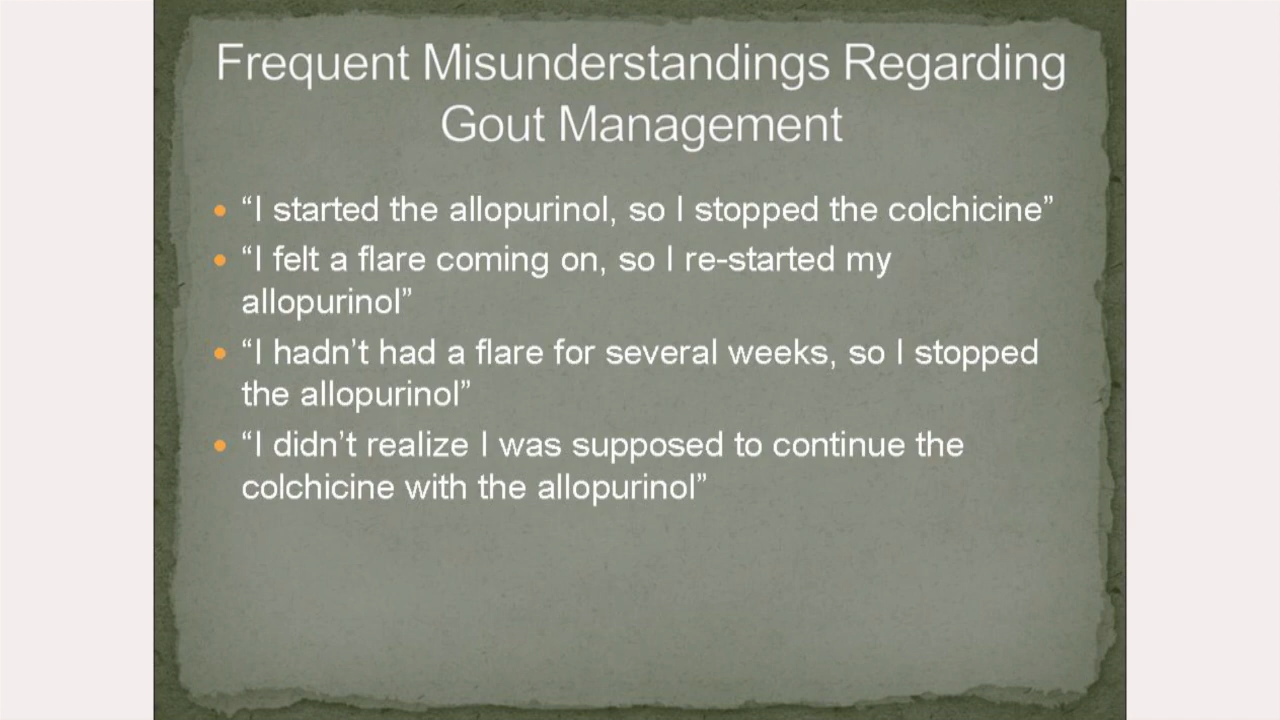 Frequent Misunderstandings Regarding
Gout Management
• “I started the allopurinol, so I stopped the colchicine”
• “I felt a flare coming on, so I re-started my
allopurinol”
• “I hadn’t had a flare for several weeks, so I stopped
the allopurinol”
• “I didn’t realize I was supposed to continue the
colchicine with the allopurinol”